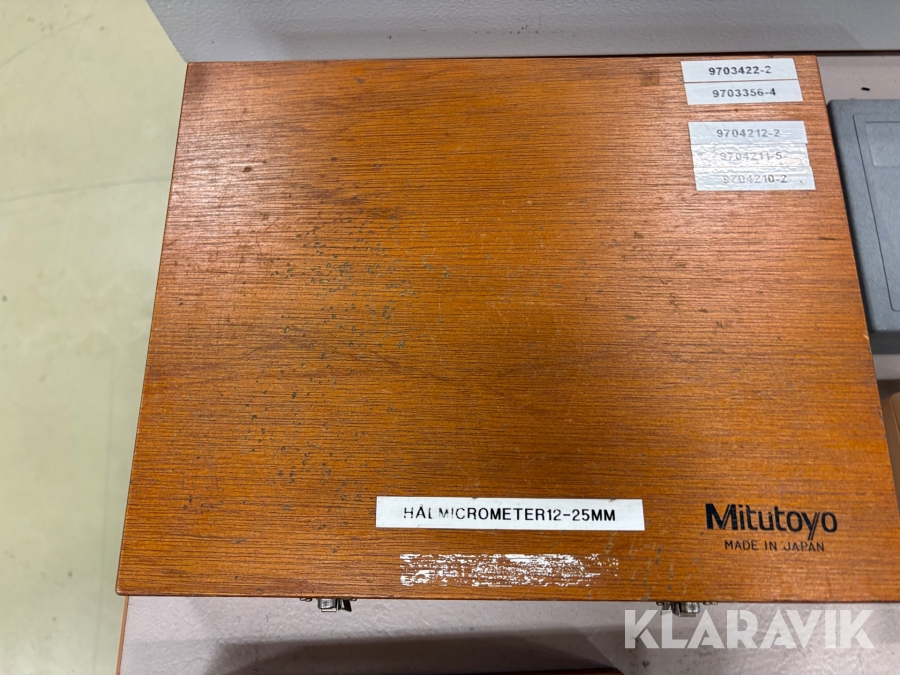 9703422-2
9703356-4
9704212-2
9704211-5
9704210-2
HÅLMICROMETER12-25MM
Mitutoyo
MADE IN JAPAN
KLARAVIK